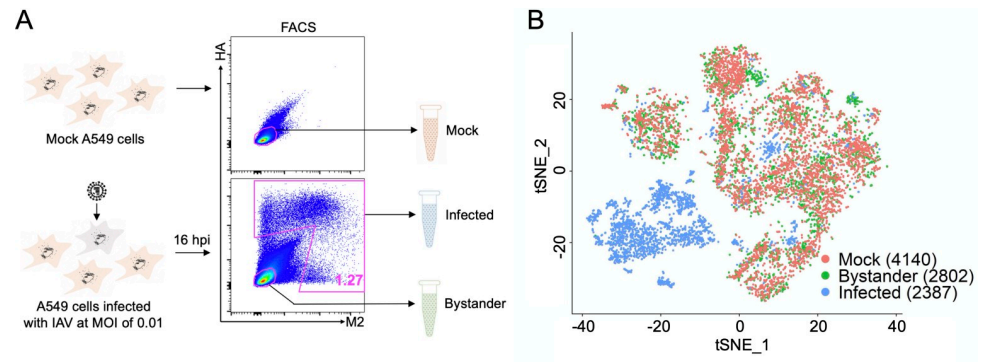 A
FACS
HA
Mock A549 cells
Mock
16 hpi
Infected
1.27
Bystander
A549 cells infected
with IAV at MOI of 0.01
M2
B
tSNE_2
20
0
-20
Mock (4140)
Bystander (2802)
Infected (2387)
-40
-20
0
20
40
tSNE_1